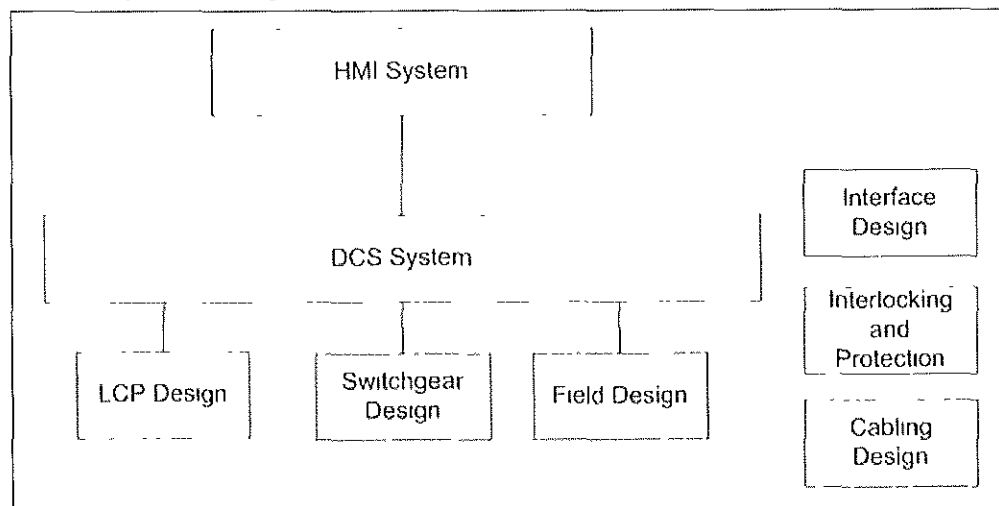 HMI System
DCS System
Interface
Design
Interlocking
and
Protection
LCP Design
Switchgear
Design
Field Design
Cabling
Design